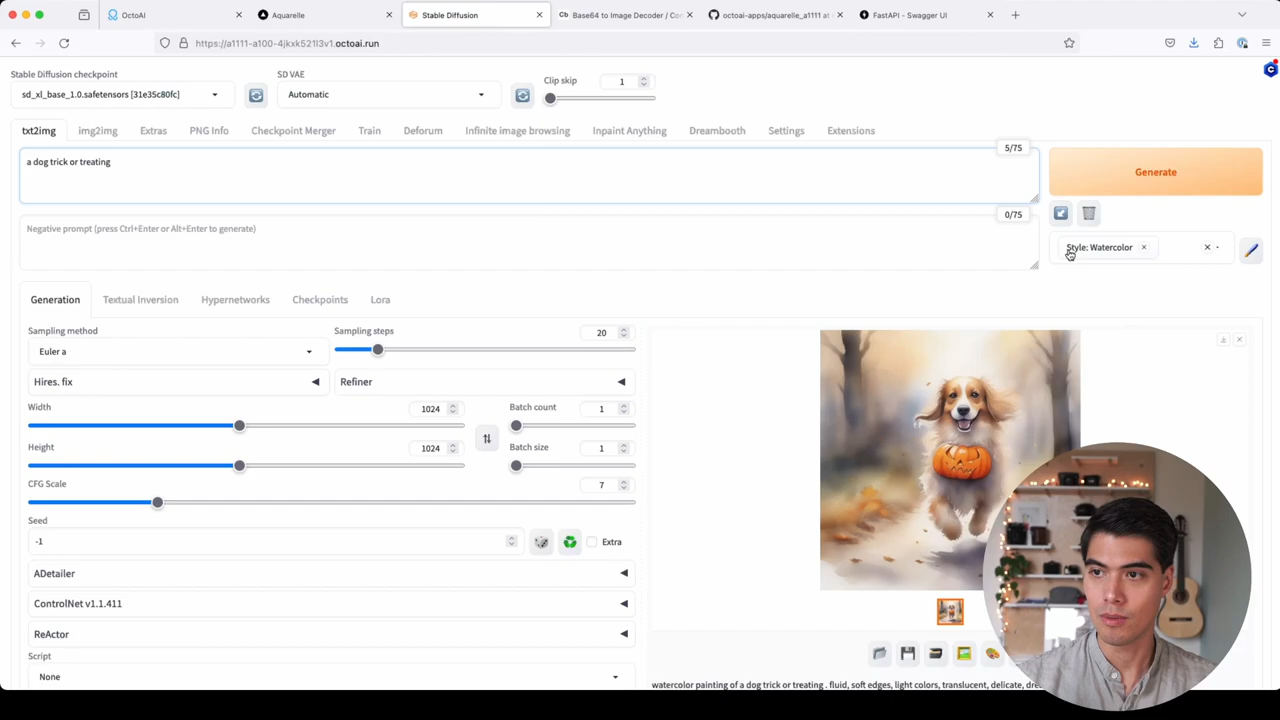 OctoAI
Aquarelle
Stable Diffusion
Base64 to Image Decoder / Con
octoai-apps/aquarelle_a1111 at
FastAPI - Swagger UI
https://a1111-a100-4jkxk521l3v1.octoai.run
Stable Diffusion checkpoint
SD VAE
Clip skip
1
sd_xl_base_1.0.safetensors [31e35c80fc]
Automatic
txt2img
img2img
Extras
PNG Info
Checkpoint Merger
Train
Deforum
Infinite image browsing
Inpaint Anything
Dreambooth
Settings
Extensions
5/75
a dog trick or treating
Generate
0/75
Negative prompt (press Ctrl+Enter or Alt+Enter to generate)
Style: Watercolor
Generation
Textual Inversion
Hypernetworks
Checkpoints
Lora
Sampling method
Sampling steps
20
Euler a
Hires. fix
Refiner
Width
1024
Batch count
1
Height
1024
Batch size
1
CFG Scale
7
Seed
-1
Extra
ADetailer
ControlNet v1.1.411
ReActor
Script
None
watercolor painting of a dog trick or treating . fluid, soft edges, light colors, translucent, delicate,